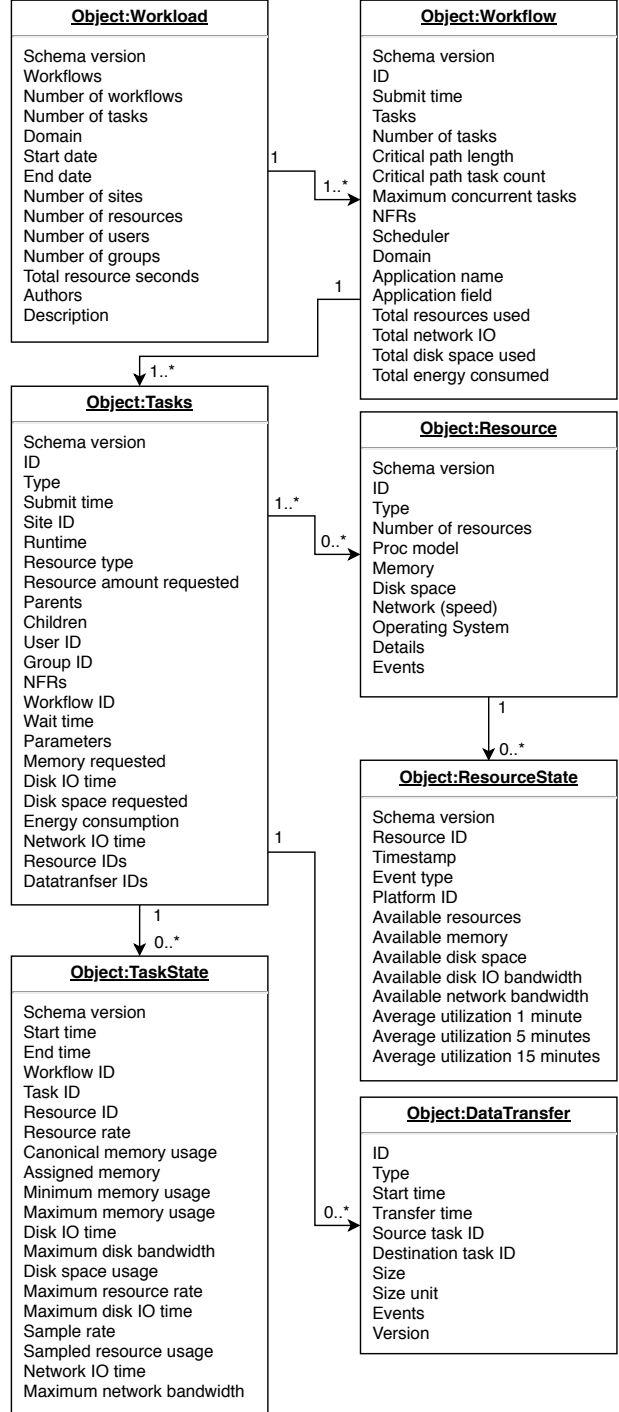 Object:Workload
Schema version
Workflows
Number of workflows
Number of tasks
Domain
Start date
End date
Number of sites
Number of resources
Number of users
Number of groups
Total resource seconds
Authors
Description
1
1..*
Object:Workflow
Schema version
ID
Submit time
Tasks
Number of tasks
Critical path length
Critical path task count
Maximum concurrent tasks
NFRs
Scheduler
Domain
Application name
Application field
Total resources used
Total network IO
Total disk space used
Total energy consumed
1
1..*
Object:Tasks
Schema version
ID
Type
Submit time
Site ID
Runtime
Resource type
Resource amount requested
Parents
Children
User ID
Group ID
NFRs
Workflow ID
Wait time
Parameters
Memory requested
Disk IO time
Disk space requested
Energy consumption
Network IO time
Resource IDs
Datatranfser IDs
1..*
0..*
Object:Resource
Schema version
ID
Type
Number of resources
Proc model
Memory
Disk space
Network (speed)
Operating System
Details
Events
1
0..*
Object:ResourceState
Schema version
Resource ID
Timestamp
Event type
Platform ID
Available resources
Available memory
Available disk space
Available disk IO bandwidth
Available network bandwidth
Average utilization 1 minute
Average utilization 5 minutes
Average utilization 15 minutes
1
0..*
Object:TaskState
Schema version
Start time
End time
Workflow ID
Task ID
Resource ID
Resource rate
Canonical memory usage
Assigned memory
Minimum memory usage
Maximum memory usage
Disk IO time
Maximum disk bandwidth
Disk space usage
Maximum resource rate
Maximum disk IO time
Sample rate
Sampled resource usage
Network IO time
Maximum network bandwidth
1
0..*
Object:DataTransfer
ID
Type
Start time
Transfer time
Source task ID
Destination task ID
Size
Size unit
Events
Version